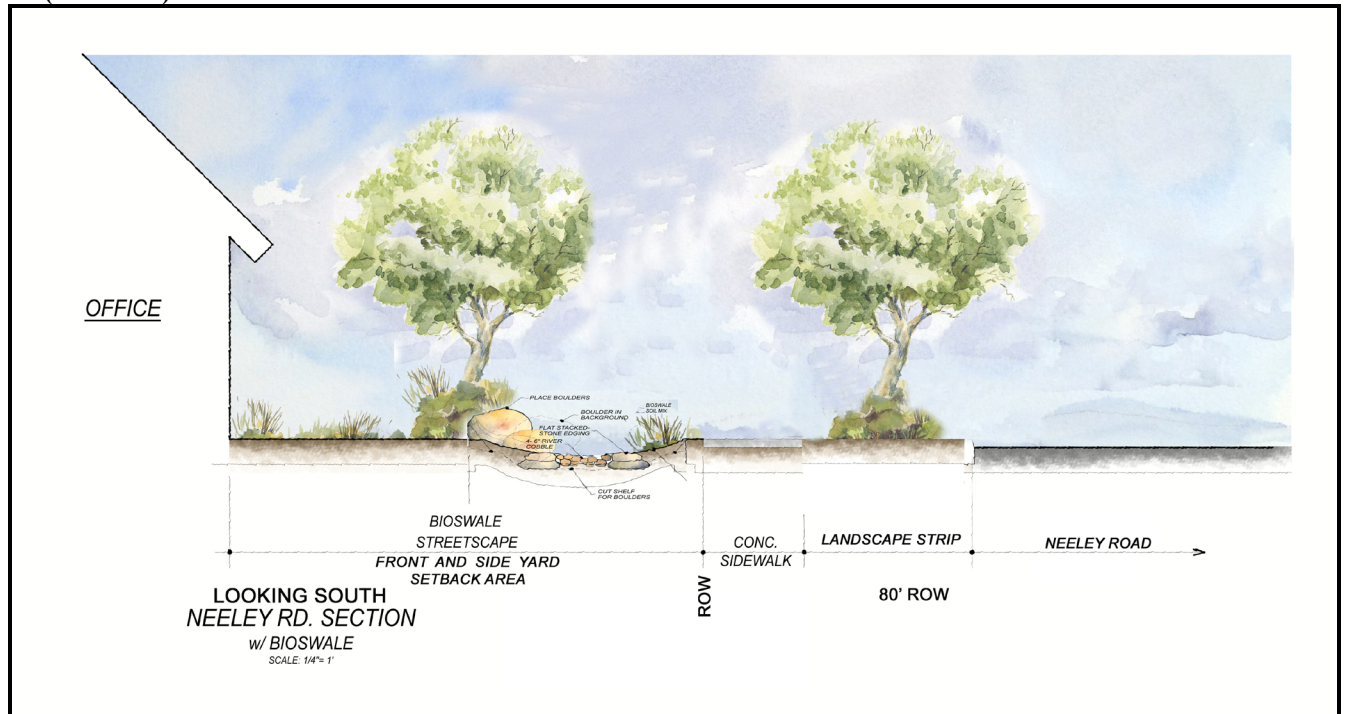 OFFICE
PLACE BOULDERS
BOULDER IN
BACKGROUND
BIOSWALE
SOIL MIX
FLAT STACKED-
STONE EDGING
4- 6" RIVER
COBBLE
CUT SHELF
FOR BOULDERS
BIOSWALE
STREETSCAPE
FRONT AND SIDE YARD
SETBACK AREA
ROW
CONC.
SIDEWALK
LANDSCAPE STRIP
NEELEY ROAD
80' ROW
LOOKING SOUTH
NEELEY RD. SECTION
w/ BIOSWALE
SCALE: 1/4"= 1'